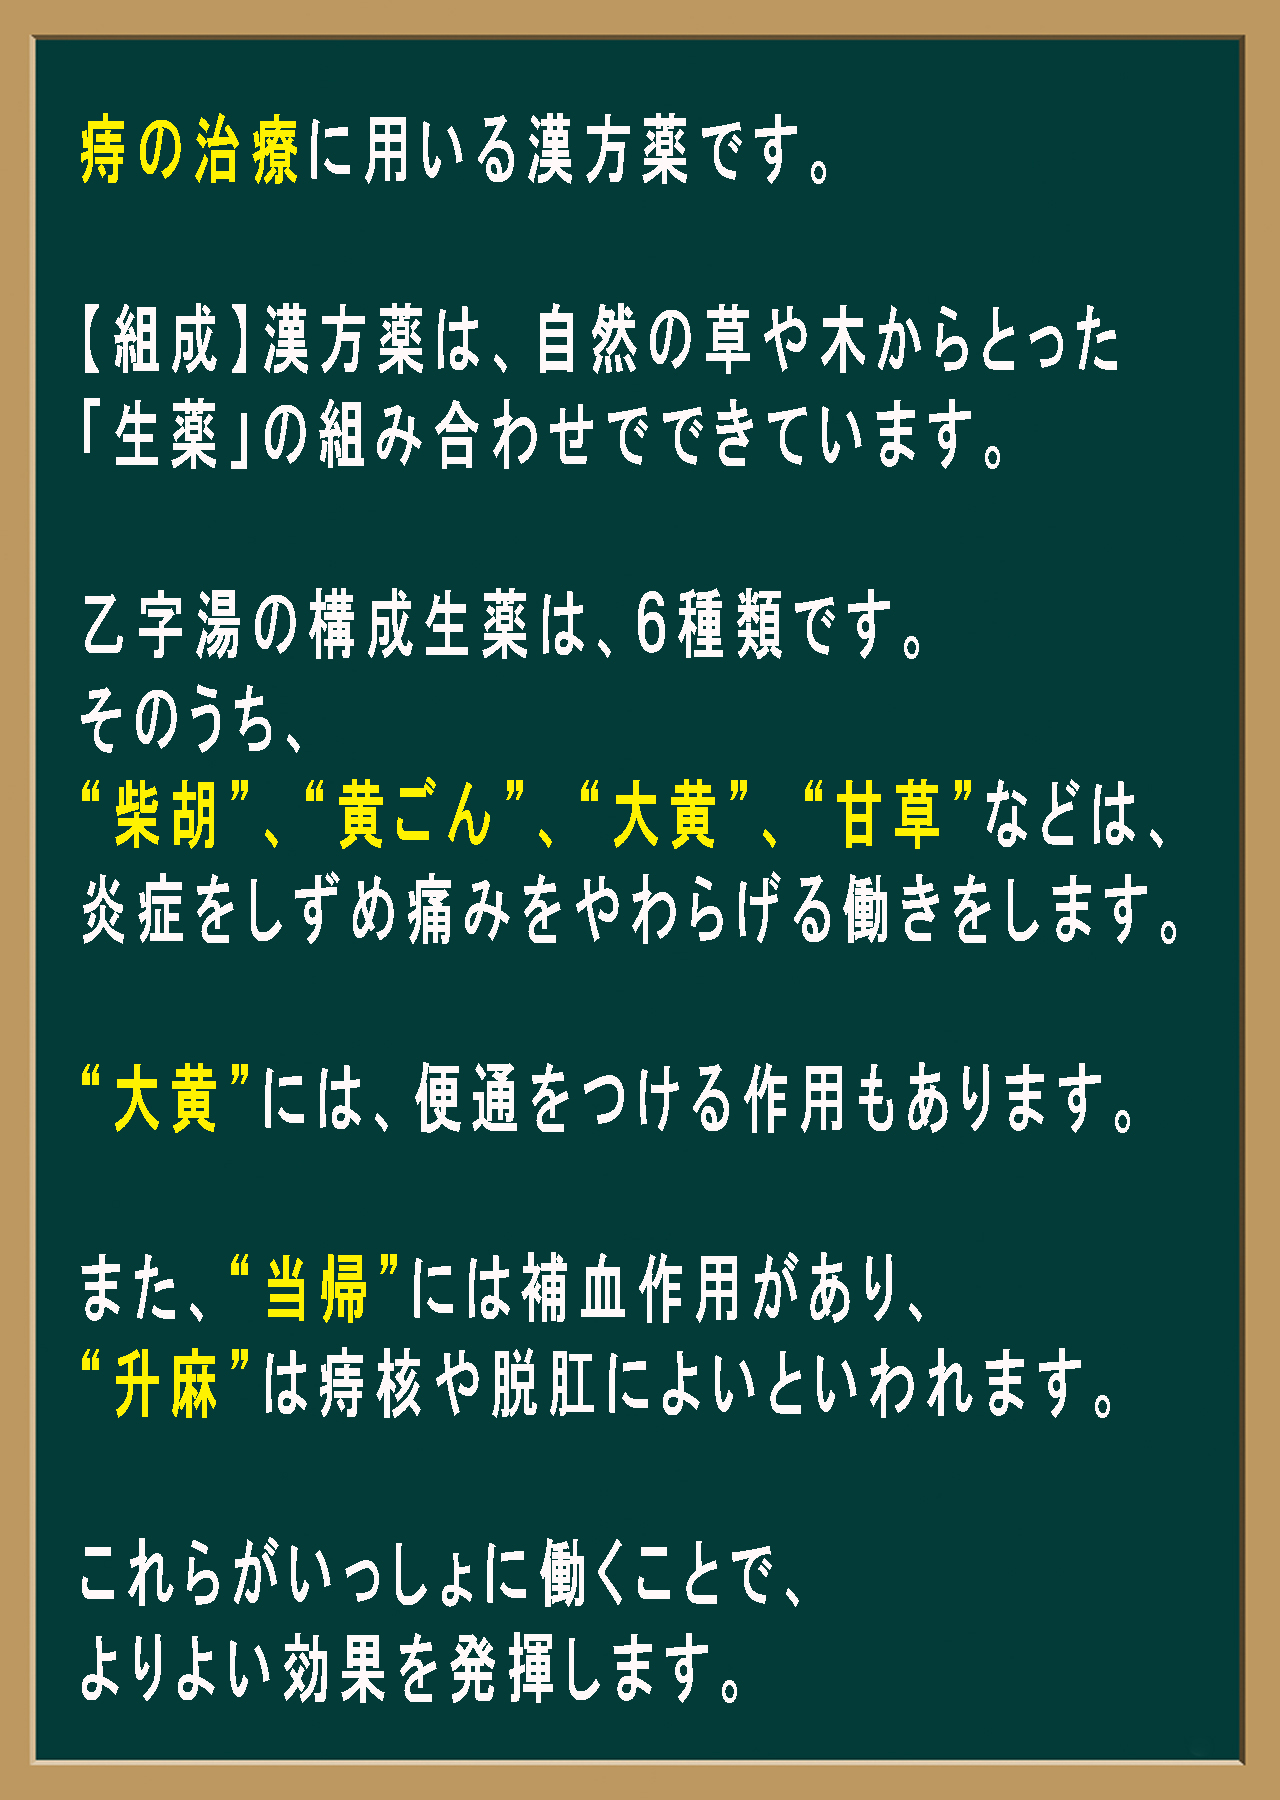 痔の治療に用いる漢方薬です。
【組成】漢方薬は、自然の草や木からとった
「生薬」の組み合わせでできています。
乙字湯の構成生薬は、6種類です。
そのうち、
“柴胡”、“黄ごん”、“大黄”、“甘草”などは、
炎症をしずめ痛みをやわらげる働きをします。
“大黄”には、便通をつける作用もあります。
また、“当帰”には補血作用があり、
“升麻”は痔核や脱肛によいといわれます。
これらがいっしょに働くことで、
よりよい効果を発揮します。